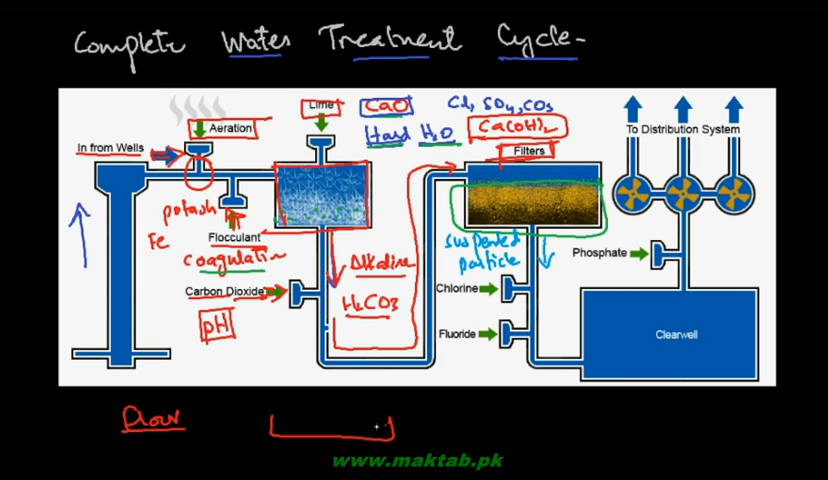 Complete Water Treatment Cycle
Lime
CaO
Cl, SO4, CO3
Aeration
Hard H2O
Ca(OH)2
To Distribution System
In from Wells
Filters
potash
Fe
Flocculant
suspended
particle
coagulation
Alkaline
Phosphate
Carbon Dioxide
H2CO3
Chlorine
pH
Fluoride
Clearwell
www.maktab.pk